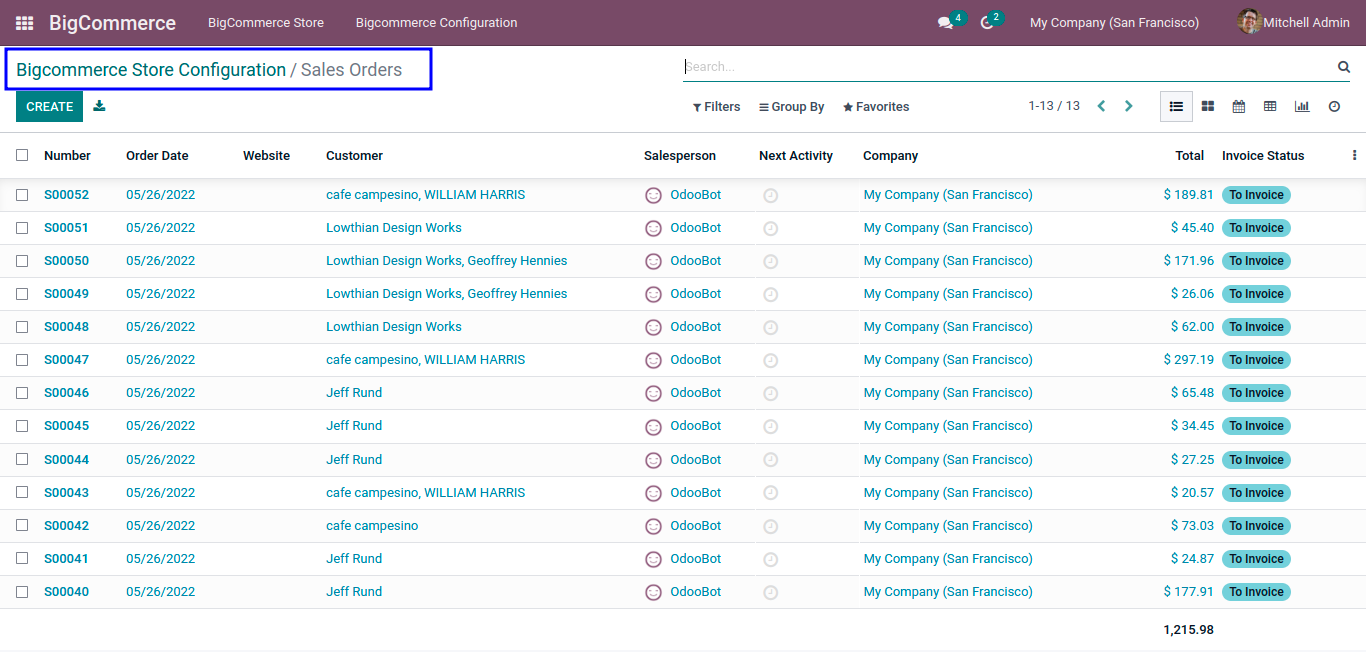 BigCommerce BigCommerce Store Bigcommerce Configuration 4 2 My Company (San Francisco) Mitchell Admin
Bigcommerce Store Configuration / Sales Orders Search...
CREATE Filters Group By Favorites 1-13 / 13
Number Order Date Website Customer Salesperson Next Activity Company Total Invoice Status
S00052 05/26/2022 cafe campesino, WILLIAM HARRIS OdooBot My Company (San Francisco) $ 189.81 To Invoice
S00051 05/26/2022 Lowthian Design Works OdooBot My Company (San Francisco) $ 45.40 To Invoice
S00050 05/26/2022 Lowthian Design Works, Geoffrey Hennies OdooBot My Company (San Francisco) $ 171.96 To Invoice
S00049 05/26/2022 Lowthian Design Works, Geoffrey Hennies OdooBot My Company (San Francisco) $ 26.06 To Invoice
S00048 05/26/2022 Lowthian Design Works OdooBot My Company (San Francisco) $ 62.00 To Invoice
S00047 05/26/2022 cafe campesino, WILLIAM HARRIS OdooBot My Company (San Francisco) $ 297.19 To Invoice
S00046 05/26/2022 Jeff Rund OdooBot My Company (San Francisco) $ 65.48 To Invoice
S00045 05/26/2022 Jeff Rund OdooBot My Company (San Francisco) $ 34.45 To Invoice
S00044 05/26/2022 Jeff Rund OdooBot My Company (San Francisco) $ 27.25 To Invoice
S00043 05/26/2022 cafe campesino, WILLIAM HARRIS OdooBot My Company (San Francisco) $ 20.57 To Invoice
S00042 05/26/2022 cafe campesino OdooBot My Company (San Francisco) $ 73.03 To Invoice
S00041 05/26/2022 Jeff Rund OdooBot My Company (San Francisco) $ 24.87 To Invoice
S00040 05/26/2022 Jeff Rund OdooBot My Company (San Francisco) $ 177.91 To Invoice
1,215.98